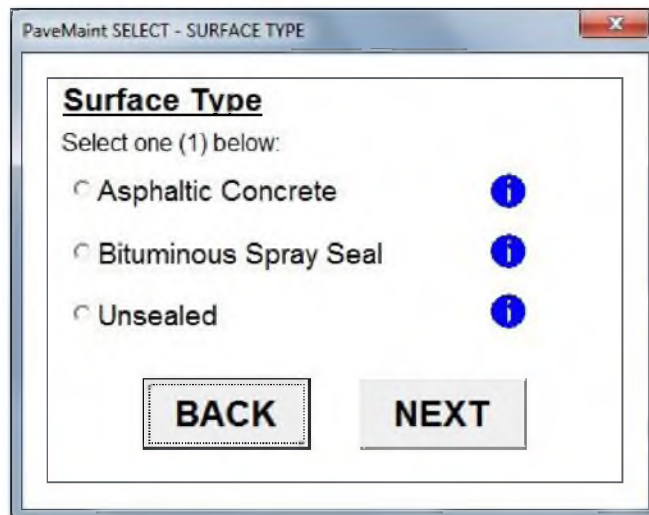 PaveMaint SELECT - SURFACE TYPE
Surface Type
Select one (1) below:
Asphaltic Concrete
Bituminous Spray Seal
Unsealed
BACK NEXT